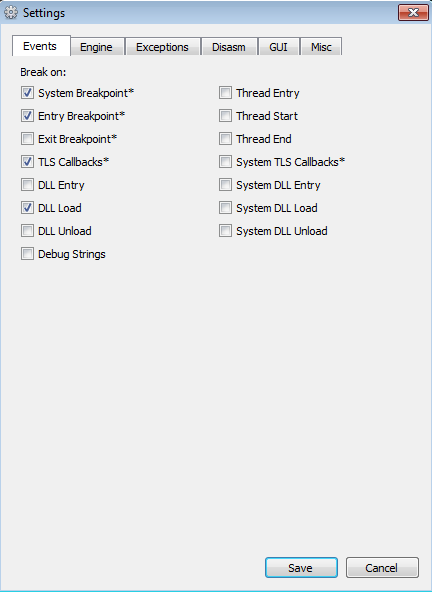 Settings
Events Engine Exceptions Disasm GUI Misc
Break on:
System Breakpoint* Thread Entry
Entry Breakpoint* Thread Start
Exit Breakpoint* Thread End
TLS Callbacks* System TLS Callbacks*
DLL Entry System DLL Entry
DLL Load System DLL Load
DLL Unload System DLL Unload
Debug Strings
Save Cancel